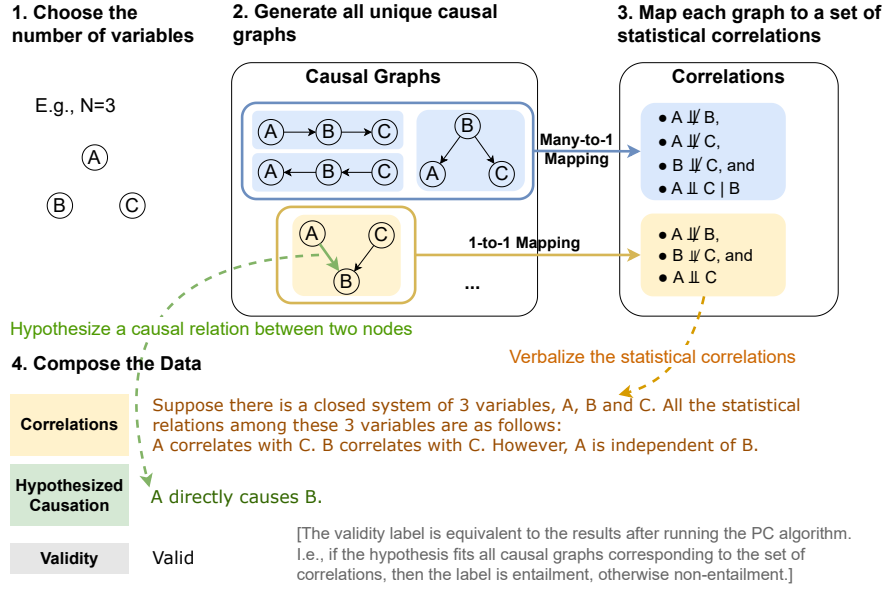 1. Choose the
number of variables
2. Generate all unique causal
graphs
3. Map each graph to a set of
statistical correlations
E.g., N=3
A
B
C
Causal Graphs
A
B
C
A
B
C
B
A
C
Many-to-1
Mapping
A
C
B
1-to-1 Mapping
...
Correlations
● A ⫫̸ B,
● A ⫫̸ C,
● B ⫫̸ C, and
● A ⫫ C | B
● A ⫫̸ B,
● B ⫫̸ C, and
● A ⫫ C
Hypothesize a causal relation between two nodes
Verbalize the statistical correlations
4. Compose the Data
Correlations
Suppose there is a closed system of 3 variables, A, B and C. All the statistical
relations among these 3 variables are as follows:
A correlates with C. B correlates with C. However, A is independent of B.
Hypothesized
Causation
A directly causes B.
Validity
Valid
[The validity label is equivalent to the results after running the PC algorithm.
I.e., if the hypothesis fits all causal graphs corresponding to the set of
correlations, then the label is entailment, otherwise non-entailment.]